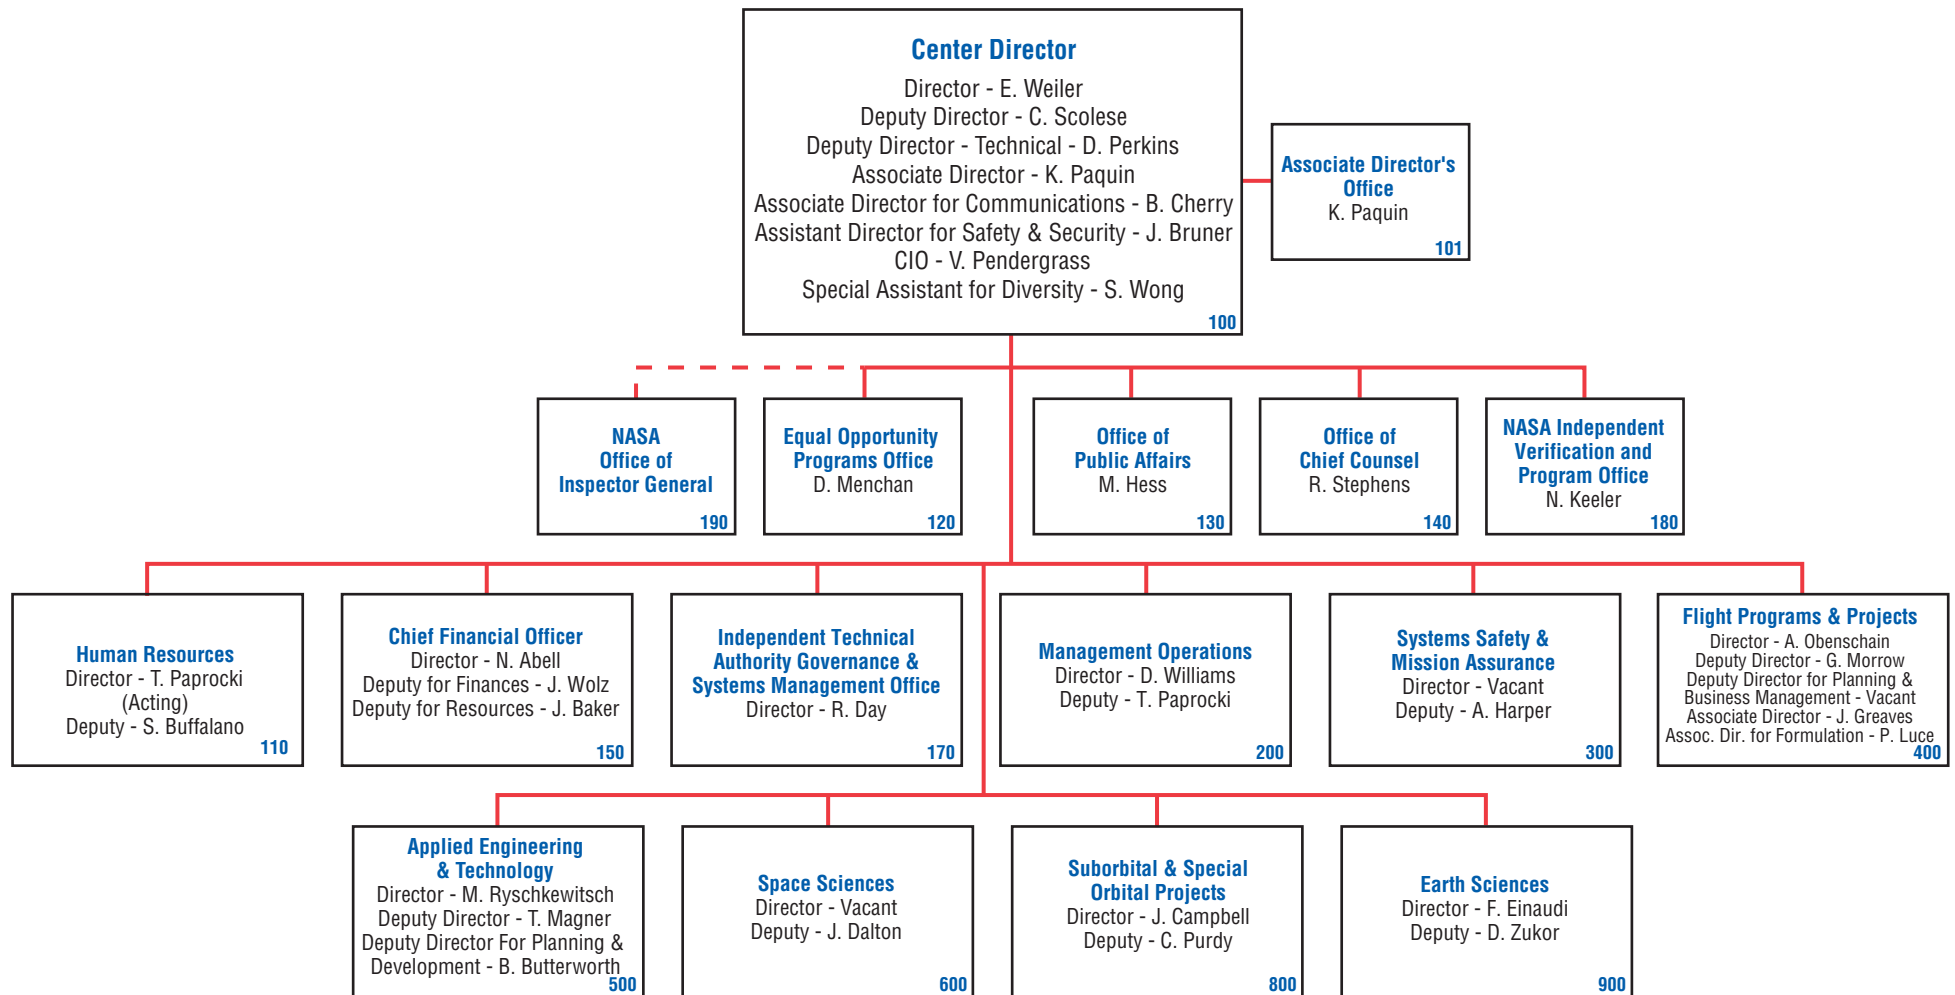 Center Director
Director - E. Weiler
Deputy Director - C. Scolese
Deputy Director - Technical - D. Perkins
Associate Director - K. Paquin
Associate Director for Communications - B. Cherry
Assistant Director for Safety & Security - J. Bruner
CIO - V. Pendergrass
Special Assistant for Diversity - S. Wong
100
Associate Director's
Office
K. Paquin
101
NASA
Office of
Inspector General
190
Equal Opportunity
Programs Office
D. Menchan
120
Office of
Public Affairs
M. Hess
130
Office of
Chief Counsel
R. Stephens
140
NASA Independent
Verification and
Program Office
N. Keeler
180
Human Resources
Director - T. Paprocki
(Acting)
Deputy - S. Buffalano
110
Chief Financial Officer
Director - N. Abell
Deputy for Finances - J. Wolz
Deputy for Resources - J. Baker
150
Independent Technical
Authority Governance &
Systems Management Office
Director - R. Day
170
Management Operations
Director - D. Williams
Deputy - T. Paprocki
200
Systems Safety &
Mission Assurance
Director - Vacant
Deputy - A. Harper
300
Flight Programs & Projects
Director - A. Obenschain
Deputy Director - G. Morrow
Deputy Director for Planning &
Business Management - Vacant
Associate Director - J. Greaves
Assoc. Dir. for Formulation - P. Luce
400
Applied Engineering
& Technology
Director - M. Ryschkewitsch
Deputy Director - T. Magner
Deputy Director For Planning &
Development - B. Butterworth
500
Space Sciences
Director - Vacant
Deputy - J. Dalton
600
Suborbital & Special
Orbital Projects
Director - J. Campbell
Deputy - C. Purdy
800
Earth Sciences
Director - F. Einaudi
Deputy - D. Zukor
900